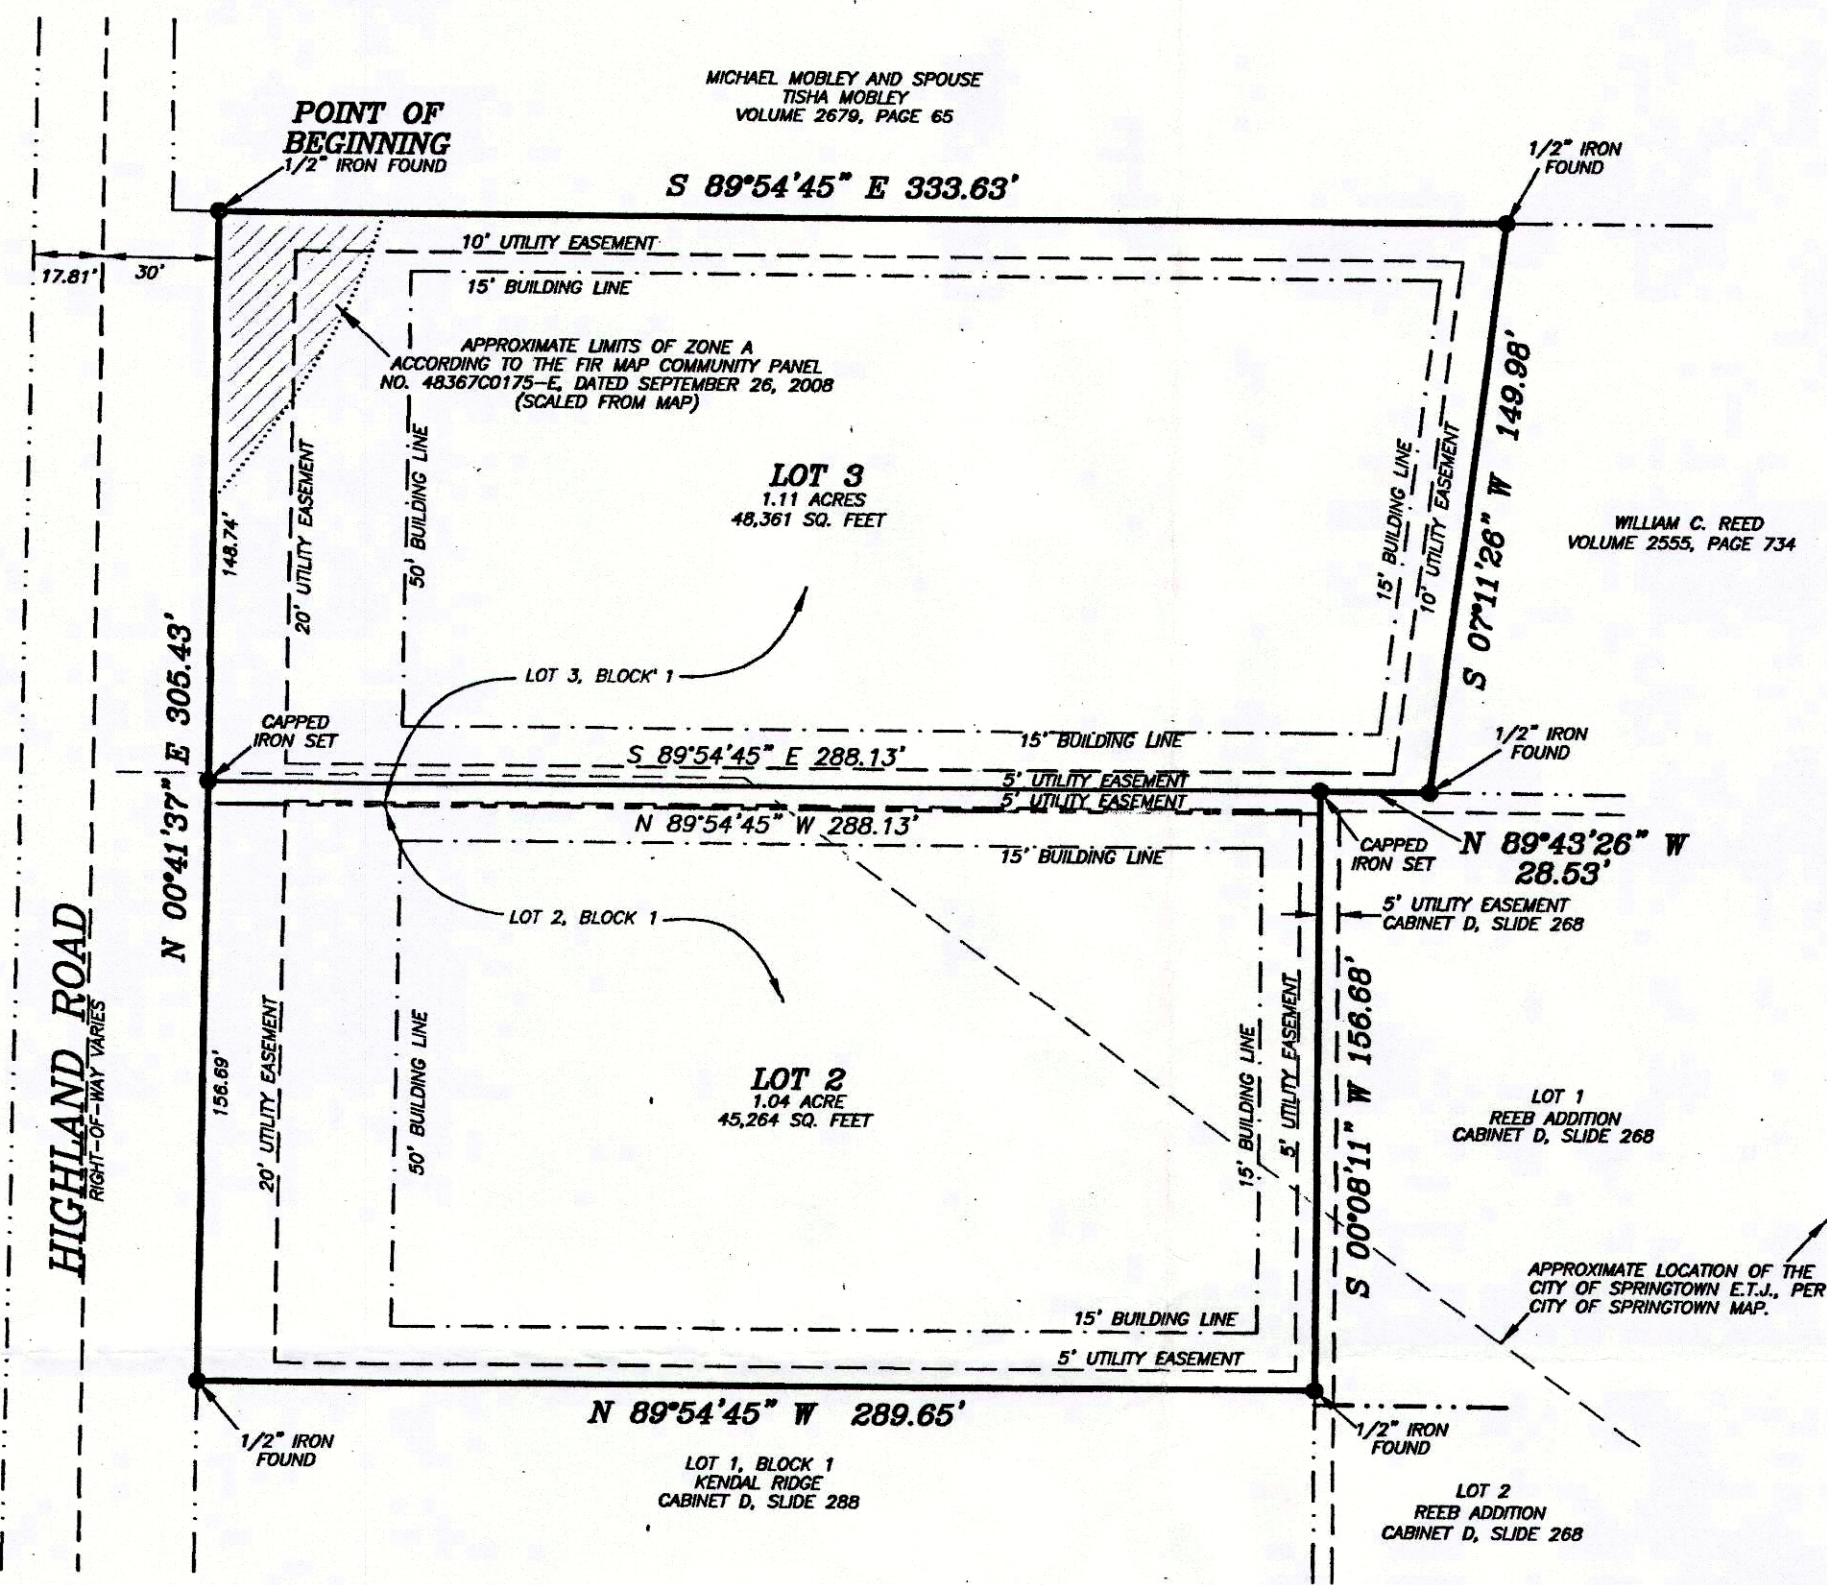 MICHAEL MOBLEY AND SPOUSE
TISHA MOBLEY
VOLUME 2679, PAGE 65
POINT OF
BEGINNING
1/2" IRON FOUND
1/2" IRON
FOUND
S 89°54'45" E 333.63'
10' UTILITY EASEMENT
17.81'
30'
15' BUILDING LINE
APPROXIMATE LIMITS OF ZONE A
ACCORDING TO THE FIR MAP COMMUNITY PANEL
NO. 48367C0175-E, DATED SEPTEMBER 26, 2008
(SCALED FROM MAP)
148.74'
20' UTILITY EASEMENT
50' BUILDING LINE
LOT 3
1.11 ACRES
48,361 SQ. FEET
15' BUILDING LINE
10' UTILITY EASEMENT
S 07°11'26" W 149.98'
WILLIAM C. REED
VOLUME 2555, PAGE 734
LOT 3, BLOCK 1
N 00°41'37" E 305.43'
CAPPED
IRON SET
S 89°54'45" E 288.13'
15' BUILDING LINE
1/2" IRON
FOUND
5' UTILITY EASEMENT
5' UTILITY EASEMENT
N 89°54'45" W 288.13'
15' BUILDING LINE
CAPPED
IRON SET
N 89°43'26" W
28.53'
5' UTILITY EASEMENT
CABINET D, SLIDE 268
LOT 2, BLOCK 1
HIGHLAND ROAD
RIGHT-OF-WAY VARIES
156.69'
20' UTILITY EASEMENT
50' BUILDING LINE
LOT 2
1.04 ACRE
45,264 SQ. FEET
15' BUILDING LINE
5' UTILITY EASEMENT
S 00°08'11" W 156.68'
LOT 1
REEB ADDITION
CABINET D, SLIDE 268
APPROXIMATE LOCATION OF THE
CITY OF SPRINGTOWN E.T.J., PER
CITY OF SPRINGTOWN MAP.
15' BUILDING LINE
5' UTILITY EASEMENT
N 89°54'45" W 289.65'
1/2" IRON
FOUND
1/2" IRON
FOUND
LOT 1, BLOCK 1
KENDAL RIDGE
CABINET D, SLIDE 288
LOT 2
REEB ADDITION
CABINET D, SLIDE 268